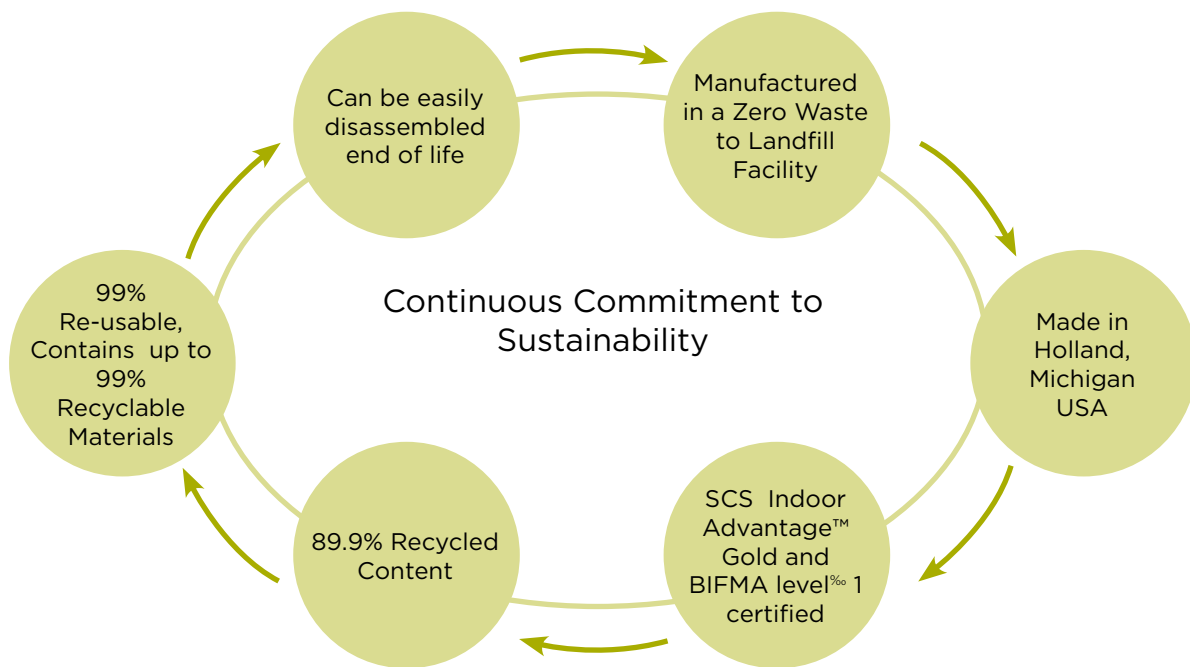 Can be easily
disassembled
end of life
Manufactured
in a Zero Waste
to Landfill
Facility
99%
Re-usable,
Contains up to
99%
Recyclable
Materials
Continuous Commitment to
Sustainability
Made in
Holland,
Michigan
USA
89.9% Recycled
Content
SCS Indoor
Advantage™
Gold and
BIFMA level‰ 1
certified